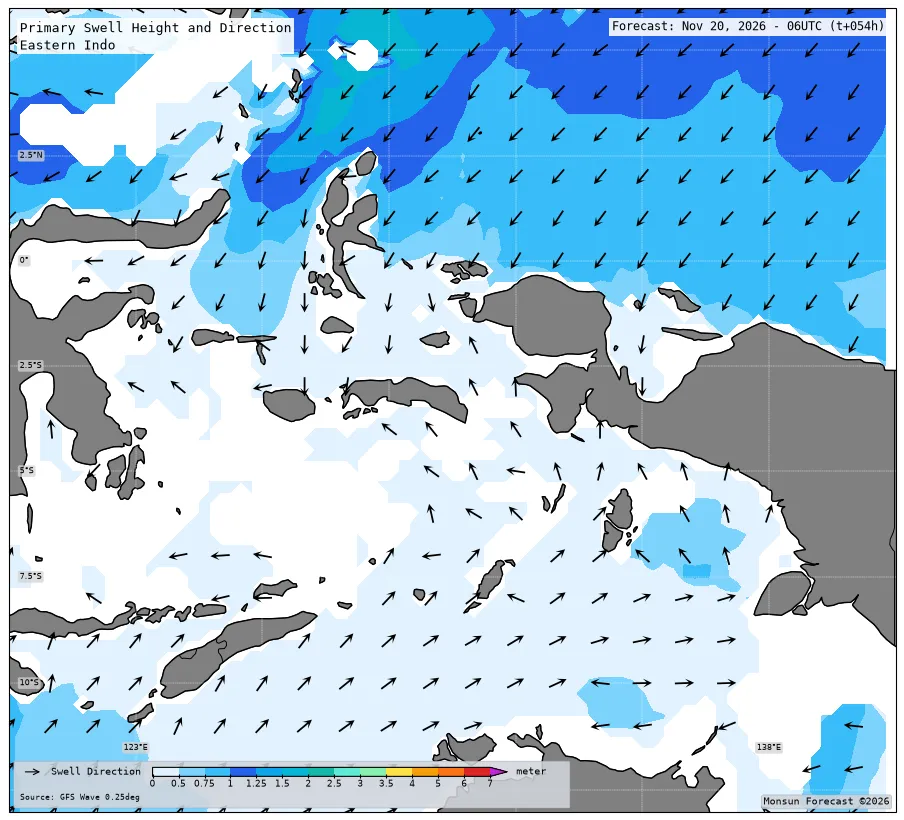 Primary Swell Height and Direction
Eastern Indo
Forecast: Nov 20, 2026 - 06UTC (t+054h)
2.5°N
0°
2.5°S
5°S
7.5°S
10°S
123°E
138°E
Swell Direction
0 0.5 0.75 1 1.25 1.5 2 2.5 3 3.5 4 5 6 7
meter
Source: GFS Wave 0.25deg
Monsun Forecast ©2026